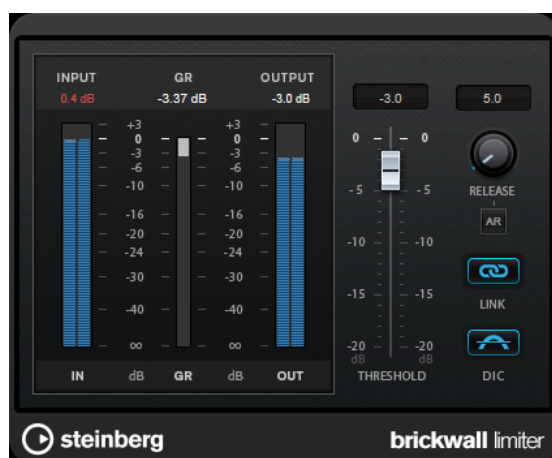 INPUT GR OUTPUT
0.4 dB -3.37 dB -3.0 dB
-3.0 5.0
+3 +3
0 0 0 0
-3 -3
-6 -6
-10 -10
-16 -16
-20 -20
-24 -24
-30 -30
-40 -40
∞ ∞
-5 -5
-10 -10
-15 -15
-20 -20
dB dB
RELEASE
AR
LINK
DIC
IN dB GR dB OUT
THRESHOLD
steinberg
brickwall limiter